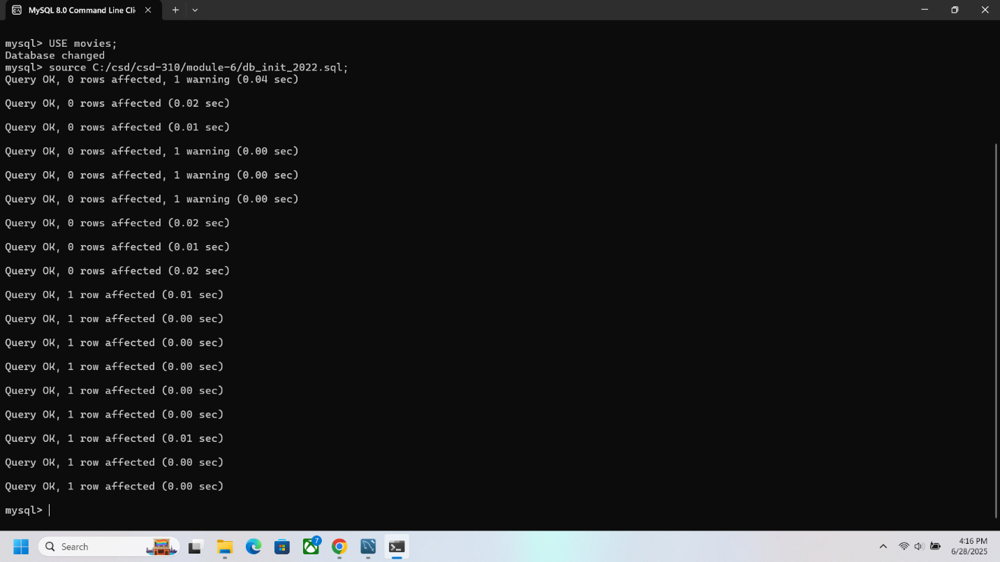 MySQL 8.0 Command Line Cli
mysql> USE movies;
Database changed
mysql> source C:/csd/csd-310/module-6/db_init_2022.sql;
Query OK, 0 rows affected, 1 warning (0.04 sec)
Query OK, 0 rows affected (0.02 sec)
Query OK, 0 rows affected (0.01 sec)
Query OK, 0 rows affected, 1 warning (0.00 sec)
Query OK, 0 rows affected, 1 warning (0.00 sec)
Query OK, 0 rows affected, 1 warning (0.00 sec)
Query OK, 0 rows affected (0.02 sec)
Query OK, 0 rows affected (0.01 sec)
Query OK, 0 rows affected (0.02 sec)
Query OK, 1 row affected (0.01 sec)
Query OK, 1 row affected (0.00 sec)
Query OK, 1 row affected (0.00 sec)
Query OK, 1 row affected (0.00 sec)
Query OK, 1 row affected (0.00 sec)
Query OK, 1 row affected (0.00 sec)
Query OK, 1 row affected (0.01 sec)
Query OK, 1 row affected (0.00 sec)
Query OK, 1 row affected (0.00 sec)
mysql>
Search
7
4:16 PM
6/28/2025